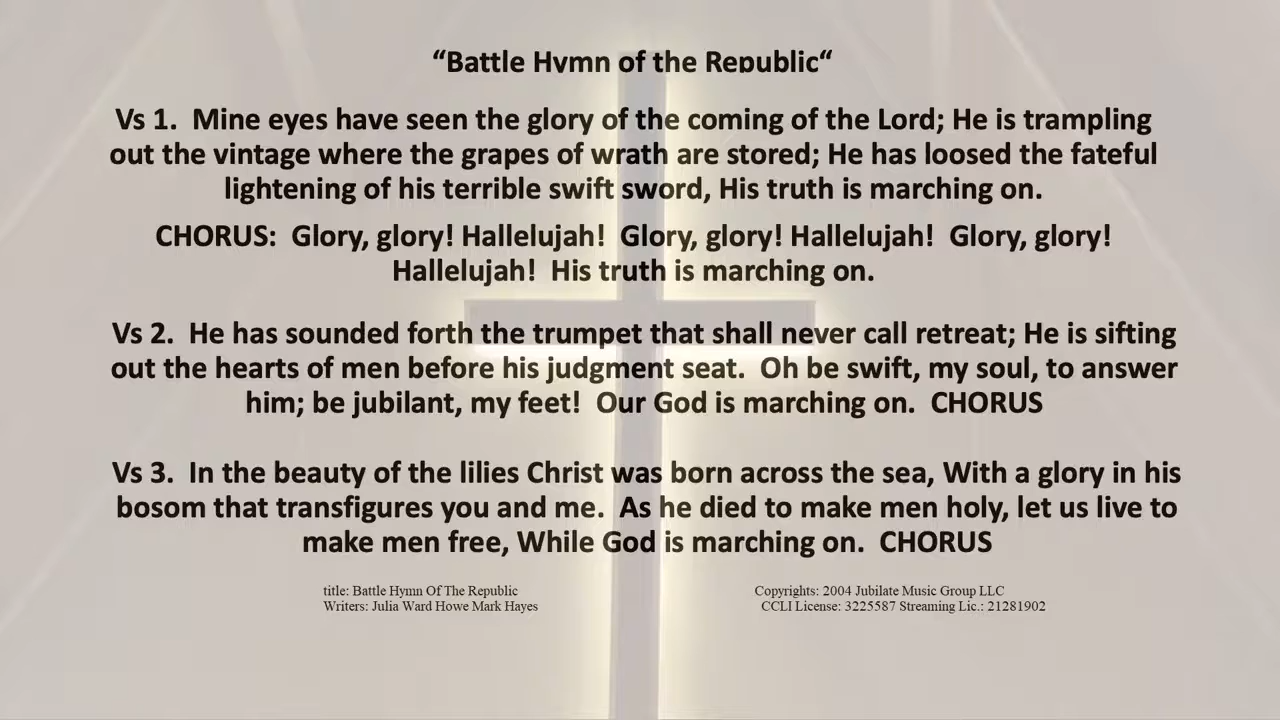 “Battle Hymn of the Republic“
Vs 1.  Mine eyes have seen the glory of the coming of the Lord; He is trampling
out the vintage where the grapes of wrath are stored; He has loosed the fateful
lightening of his terrible swift sword, His truth is marching on.
CHORUS:  Glory, glory! Hallelujah!  Glory, glory! Hallelujah!  Glory, glory!
Hallelujah!  His truth is marching on.
Vs 2.  He has sounded forth the trumpet that shall never call retreat; He is sifting
out the hearts of men before his judgment seat.  Oh be swift, my soul, to answer
him; be jubilant, my feet!  Our God is marching on.  CHORUS
Vs 3.  In the beauty of the lilies Christ was born across the sea, With a glory in his
bosom that transfigures you and me.  As he died to make men holy, let us live to
make men free, While God is marching on.  CHORUS
title: Battle Hymn Of The Republic
Writers: Julia Ward Howe Mark Hayes
Copyrights: 2004 Jubilate Music Group LLC
CCLI License: 3225587 Streaming Lic.: 21281902